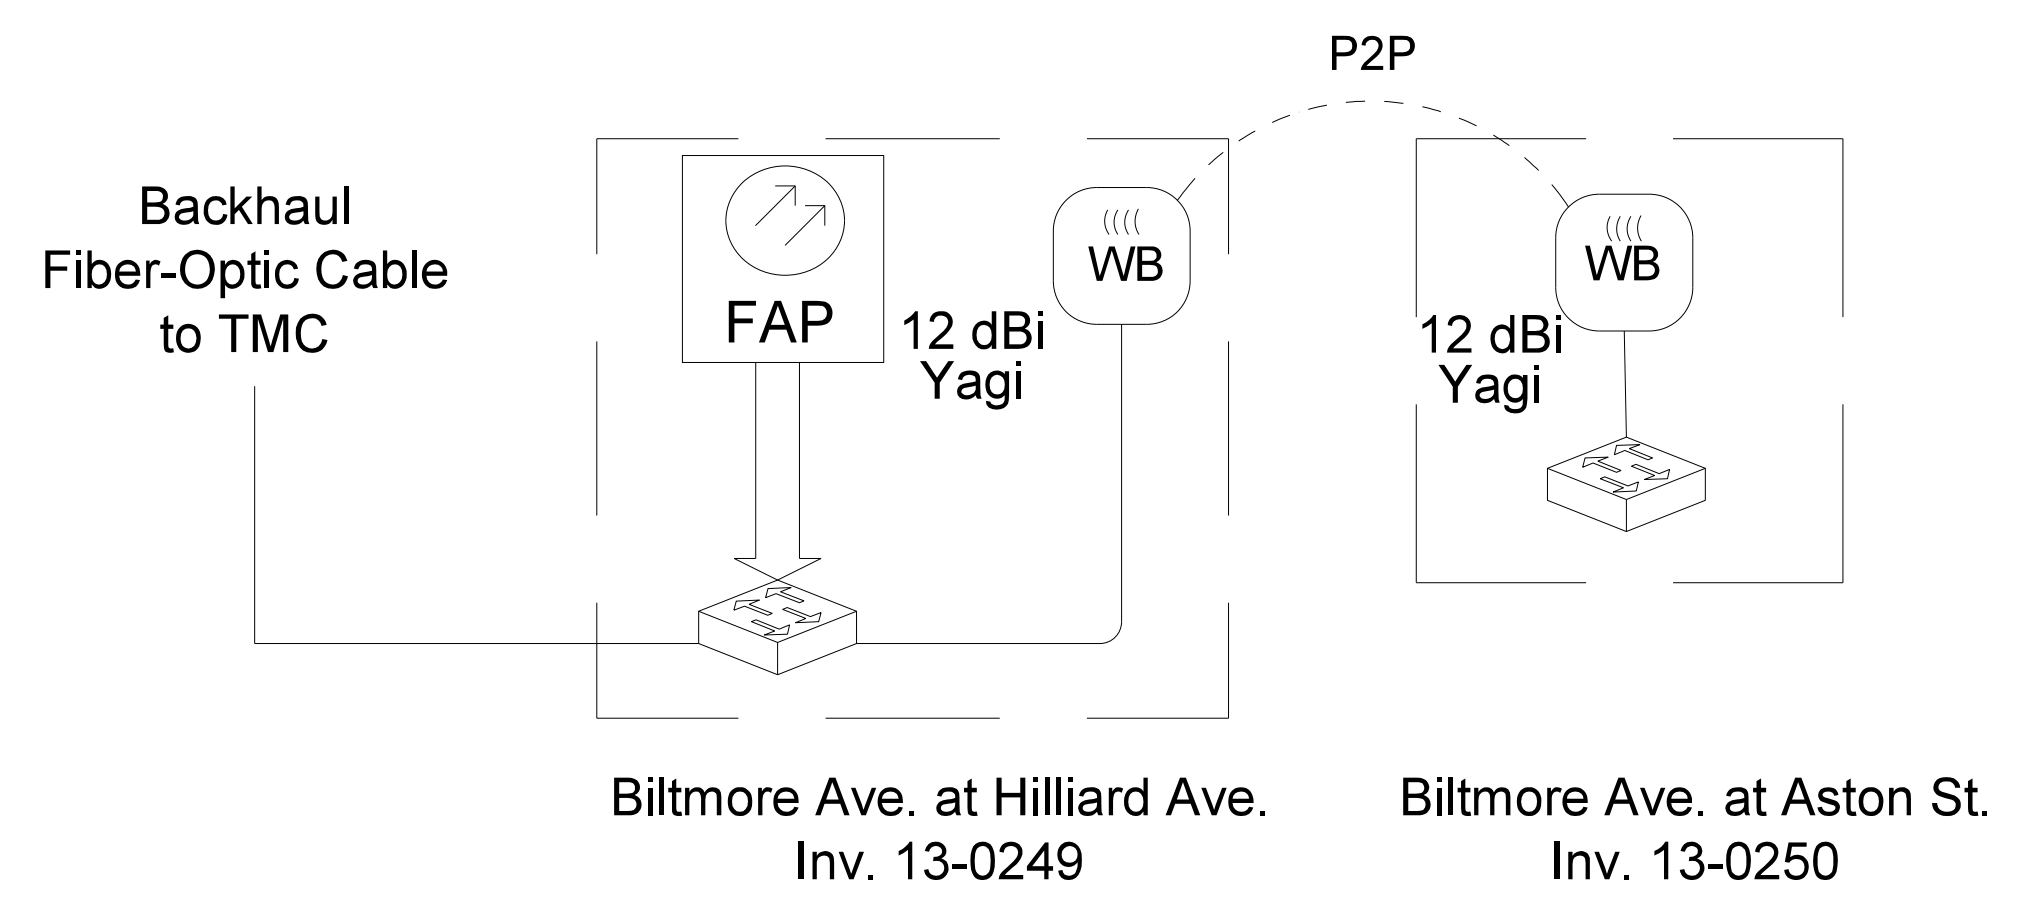 P2P
Backhaul
Fiber-Optic Cable
to TMC
FAP
12 dBi
Yagi
WB
12 dBi
Yagi
WB
Biltmore Ave. at Hilliard Ave.
Inv. 13-0249
Biltmore Ave. at Aston St.
Inv. 13-0250